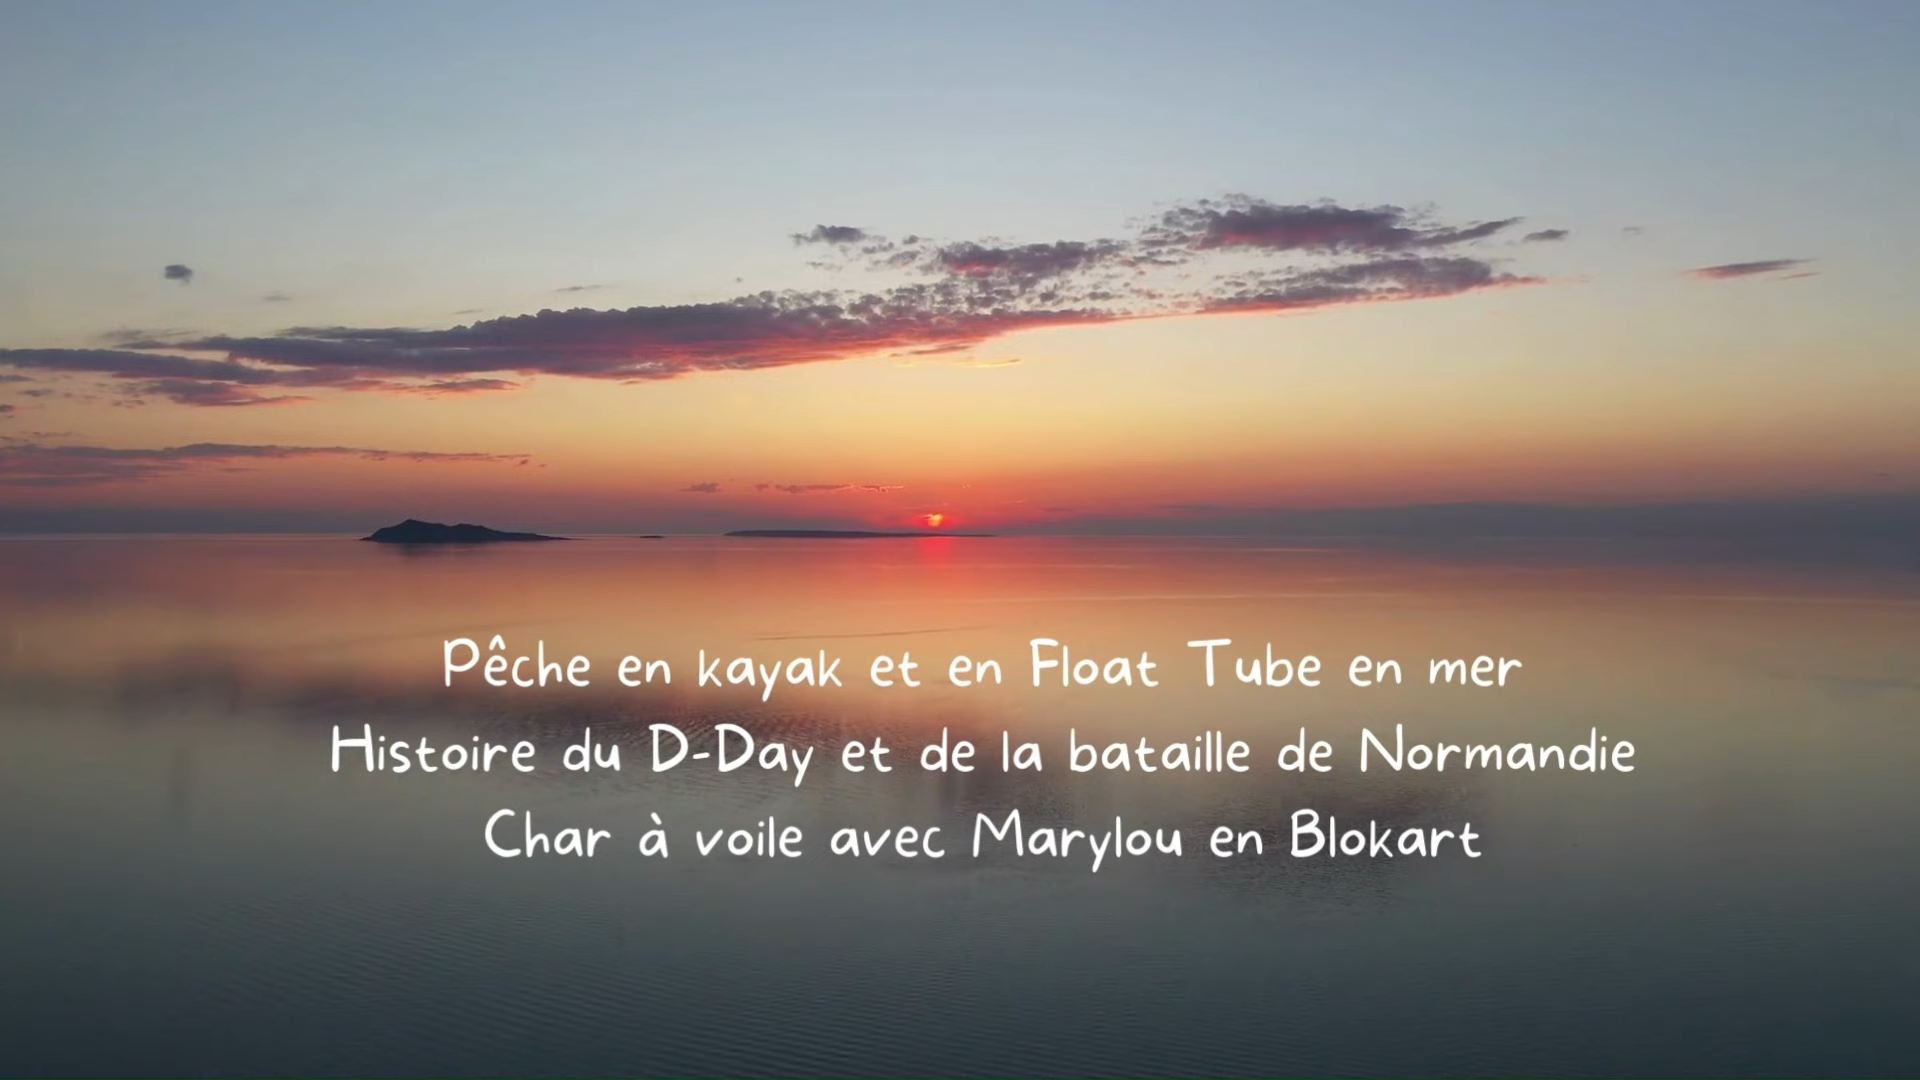 Pêche en kayak et en Float Tube en mer
Histoire du D-Day et de la bataille de Normandie
Char à voile avec Marylou en Blokart